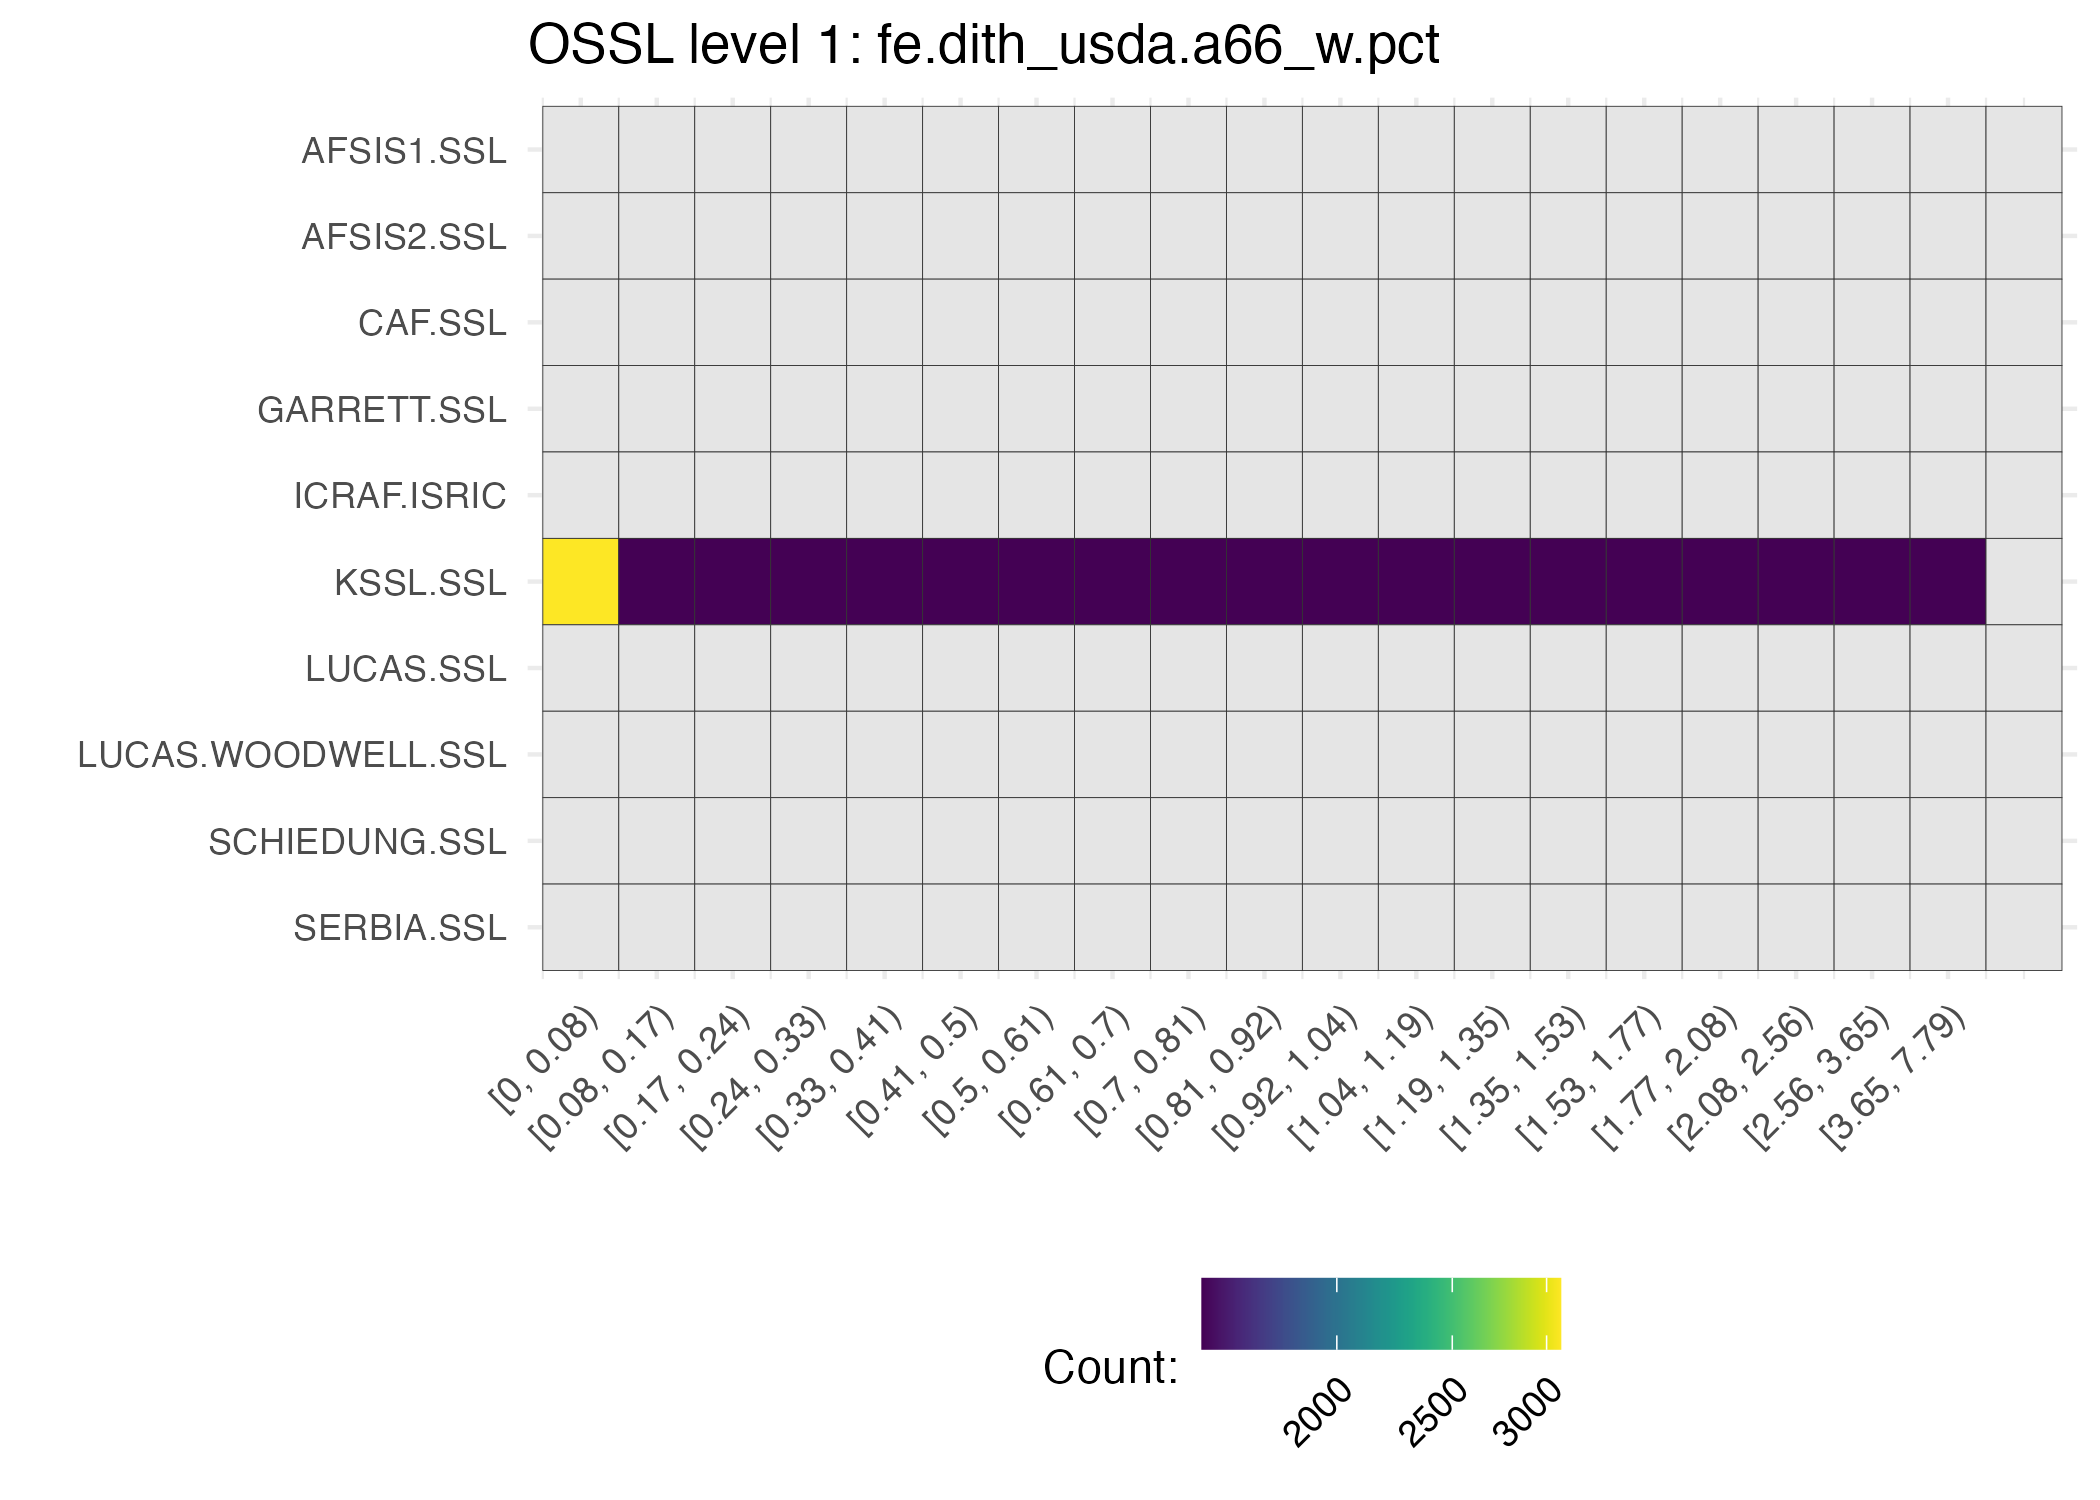 OSSL level 1: fe.dith_usda.a66_w.pct
AFSIS1.SSL
AFSIS2.SSL
CAF.SSL
GARRETT.SSL
ICRAF.ISRIC
KSSL.SSL
LUCAS.SSL
LUCAS.WOODWELL.SSL
SCHIEDUNG.SSL
SERBIA.SSL
[0, 0.08)
[0.08, 0.17)
[0.17, 0.24)
[0.24, 0.33)
[0.33, 0.41)
[0.41, 0.5)
[0.5, 0.61)
[0.61, 0.7)
[0.7, 0.81)
[0.81, 0.92)
[0.92, 1.04)
[1.04, 1.19)
[1.19, 1.35)
[1.35, 1.53)
[1.53, 1.77)
[1.77, 2.08)
[2.08, 2.56)
[2.56, 3.65)
[3.65, 7.79)
Count:
2000
2500
3000